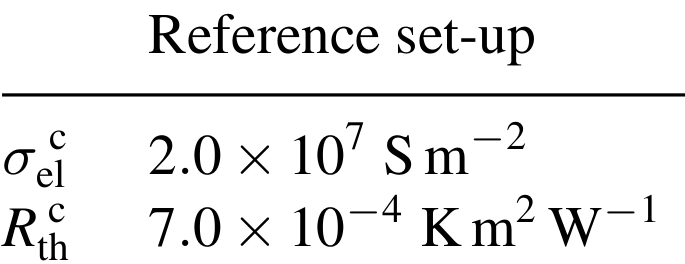 Reference set-up
σ_el^c 2.0 × 10^7 S m^−2
R_th^c 7.0 × 10^−4 K m^2 W^−1